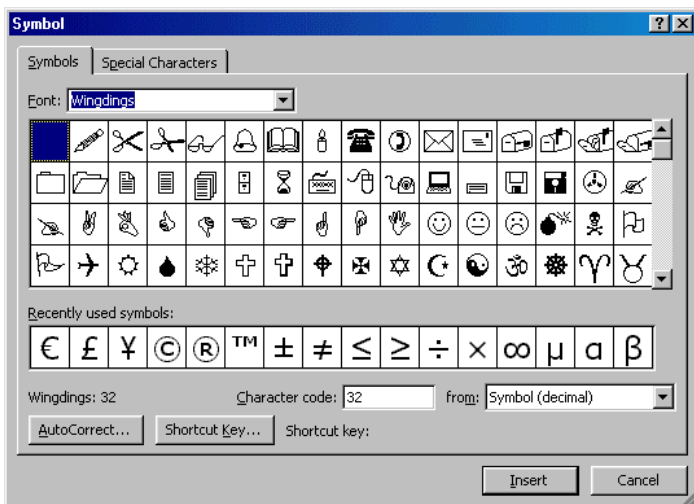 Symbol
Symbols Special Characters
Font: Wingdings
Recently used symbols:
€ £ ¥ © ® ™ ± ≠ ≤ ≥ ÷ × ∞ µ α β
Wingdings: 32 Character code: 32 from: Symbol (decimal)
AutoCorrect... Shortcut Key... Shortcut key:
Insert Cancel